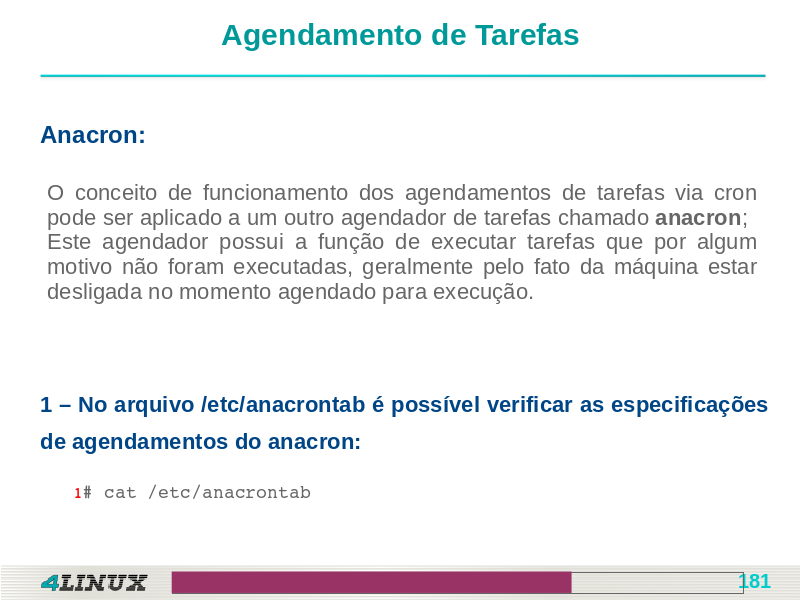 Agendamento de Tarefas
Anacron:
O conceito de funcionamento dos agendamentos de tarefas via cron
pode ser aplicado a um outro agendador de tarefas chamado anacron;
Este agendador possui a função de executar tarefas que por algum
motivo não foram executadas, geralmente pelo fato da máquina estar
desligada no momento agendado para execução.
1 – No arquivo /etc/anacrontab é possível verificar as especificações
de agendamentos do anacron:
1# cat /etc/anacrontab
4LINUX
181